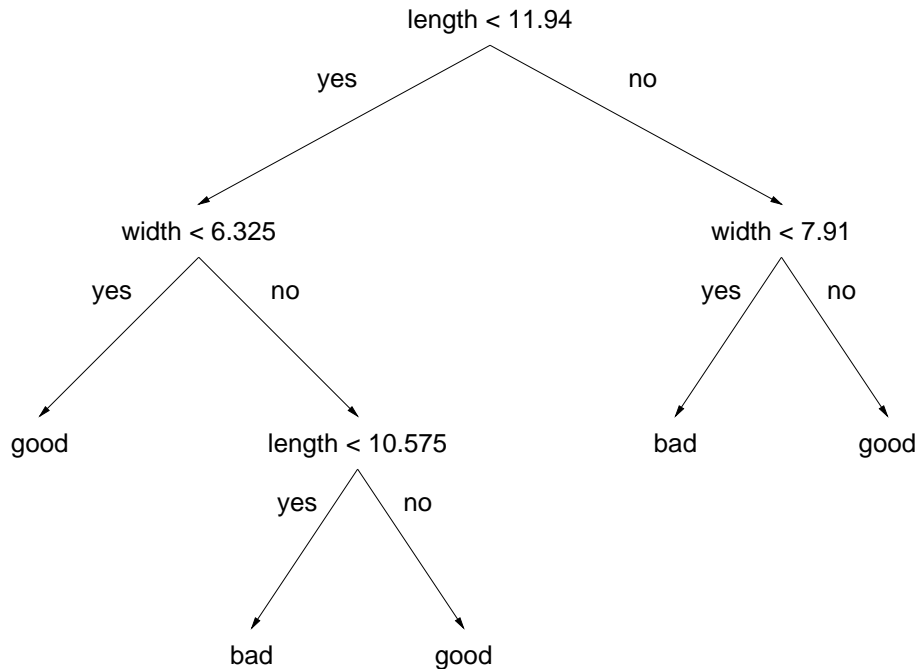 length < 11.94
yes
no
width < 6.325
width < 7.91
yes
no
yes
no
good
length < 10.575
bad
good
yes
no
bad
good